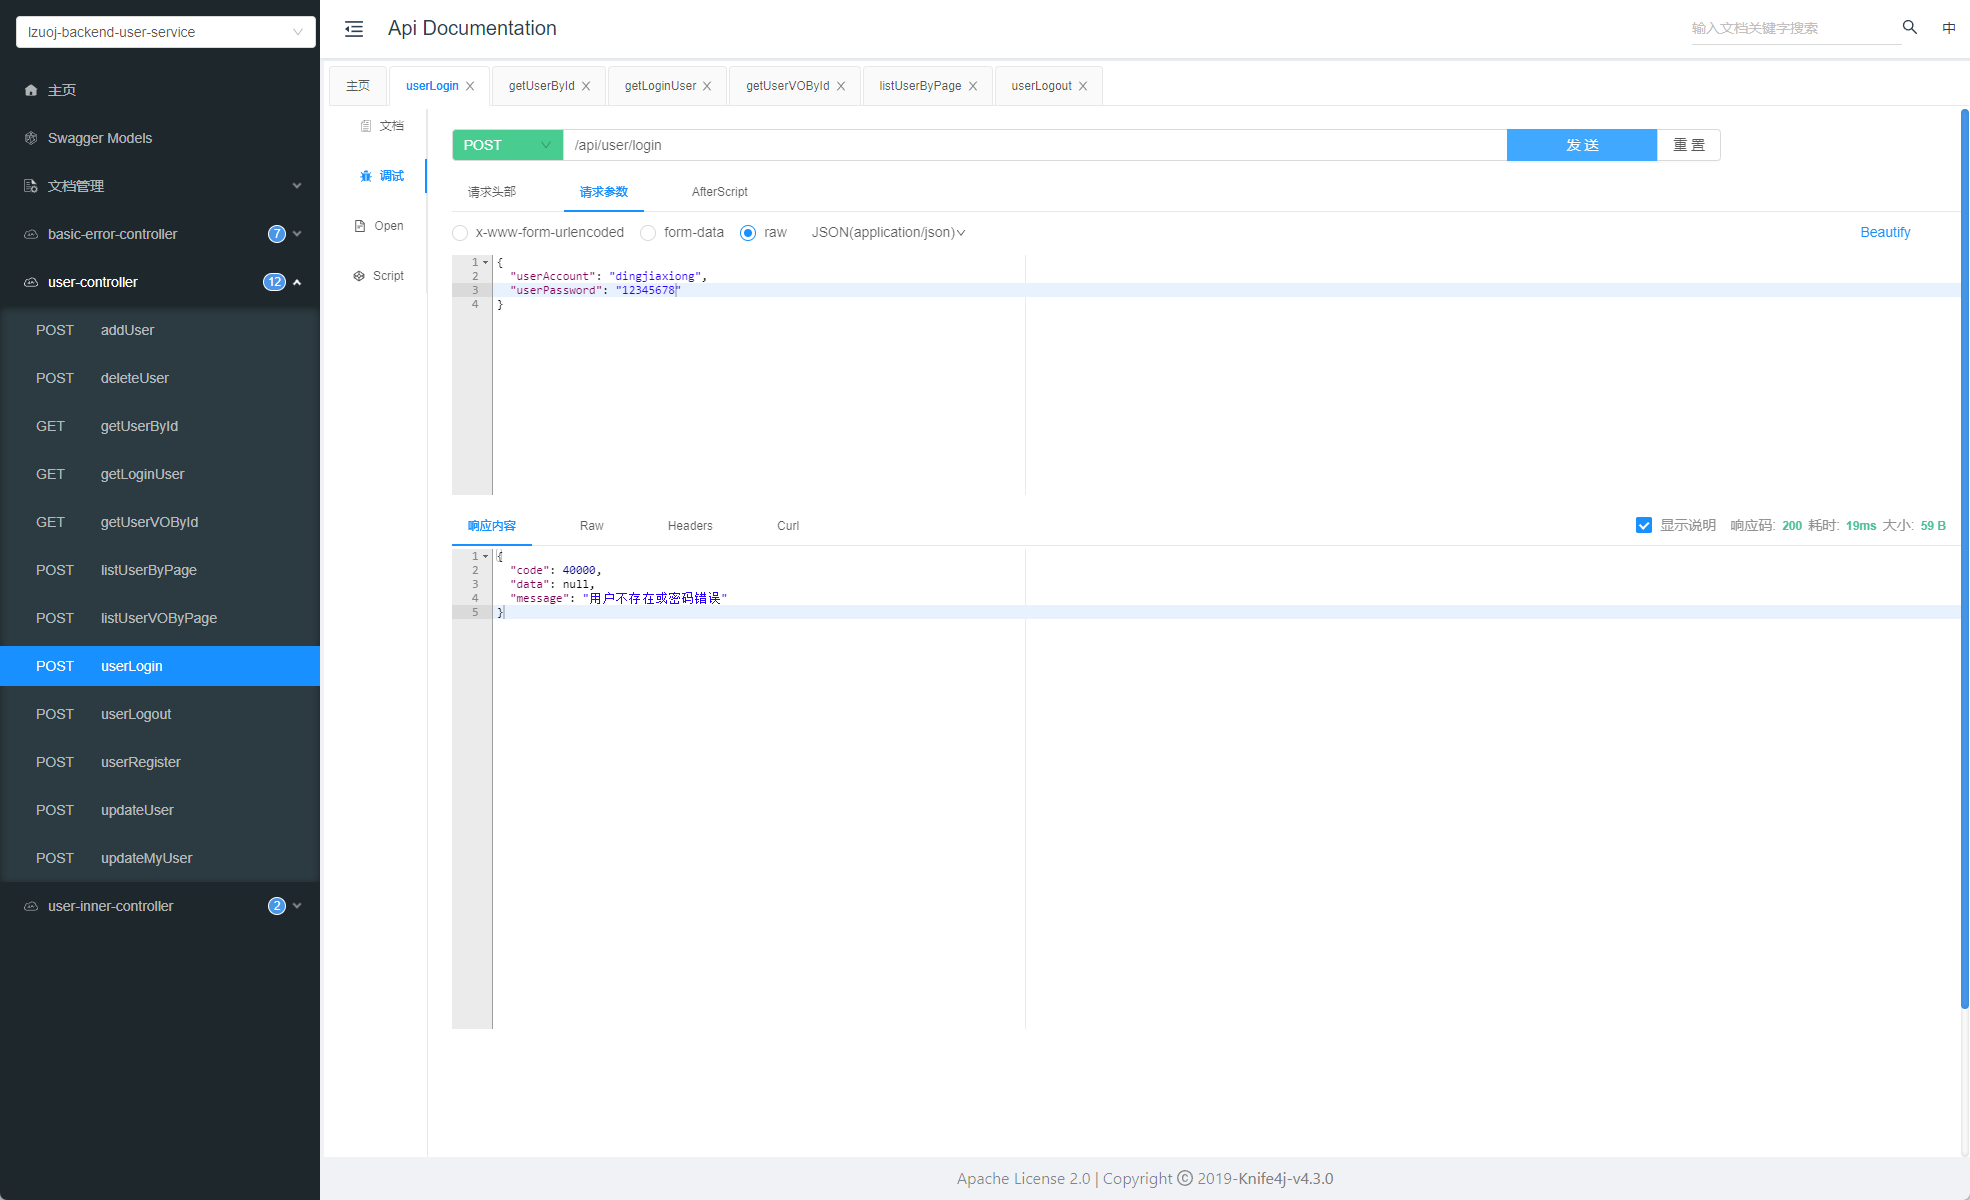 lzuoj-backend-user-service
主页
Swagger Models
文档管理
basic-error-controller 7
user-controller 12
POST addUser
POST deleteUser
GET getUserById
GET getLoginUser
GET getUserVOById
POST listUserByPage
POST listUserVOByPage
POST userLogin
POST userLogout
POST userRegister
POST updateUser
POST updateMyUser
user-inner-controller 2
Api Documentation
输入文档关键字搜索
中
主页 userLogin getUserById getLoginUser getUserVOById listUserByPage userLogout
文档
调试
Open
Script
POST /api/user/login 发送 重置
请求头部 请求参数 AfterScript
x-www-form-urlencoded form-data raw JSON(application/json) Beautify
1 {
2 "userAccount": "dingjiaxiong",
3 "userPassword": "12345678"
4 }
响应内容 Raw Headers Curl 显示说明 响应码: 200 耗时: 19ms 大小: 59 B
1 {
2 "code": 40000,
3 "data": null,
4 "message": "用户不存在或密码错误"
5 }
Apache License 2.0 | Copyright © 2019-Knife4j-v4.3.0